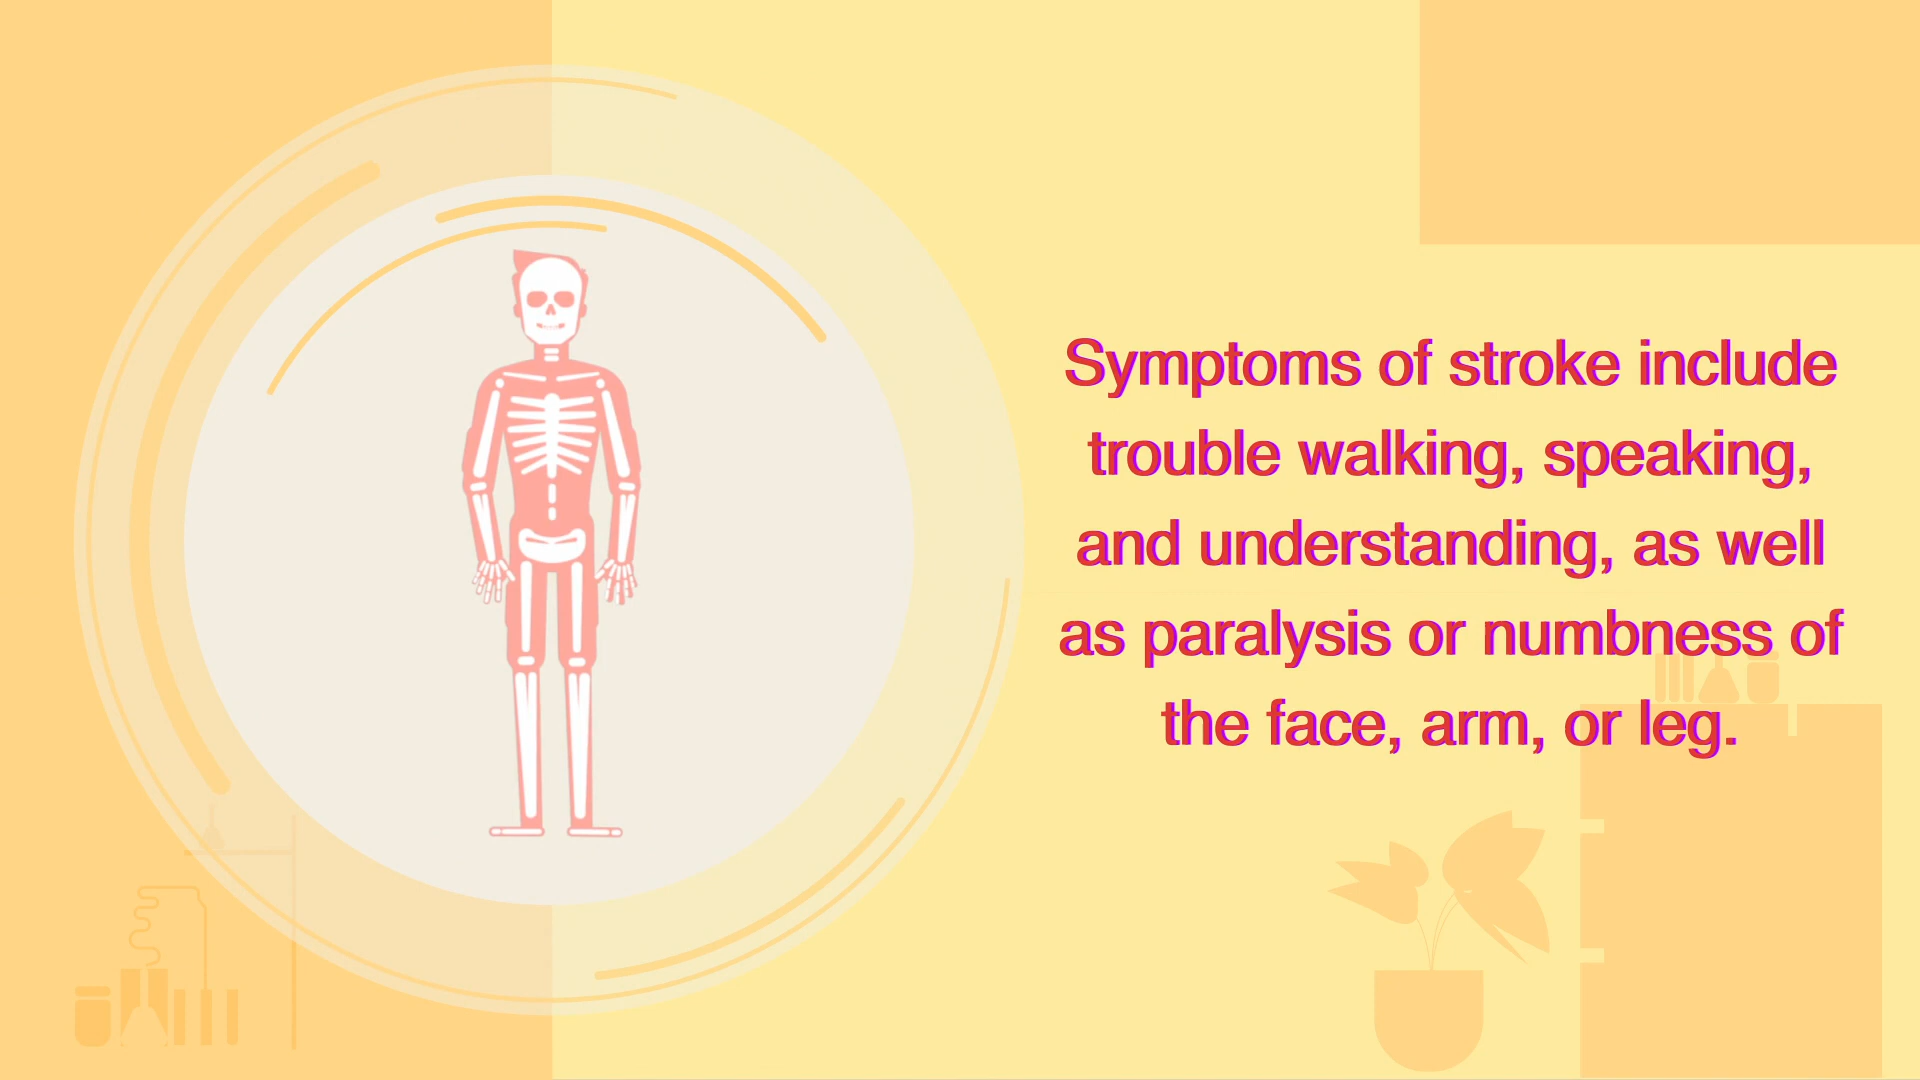 Symptoms of stroke include
trouble walking, speaking,
and understanding, as well
as paralysis or numbness of
the face, arm, or leg.